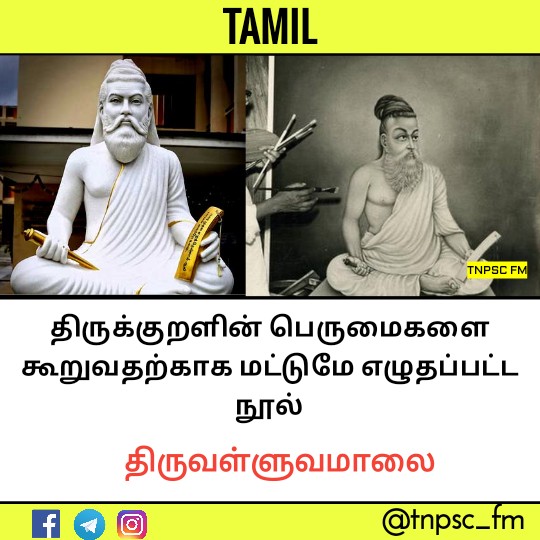 TAMIL
TNPSC FM
திருக்குறளின் பெருமைகளை
கூறுவதற்காக மட்டுமே எழுதப்பட்ட
நூல்
திருவள்ளுவமாலை
@tnpsc_fm